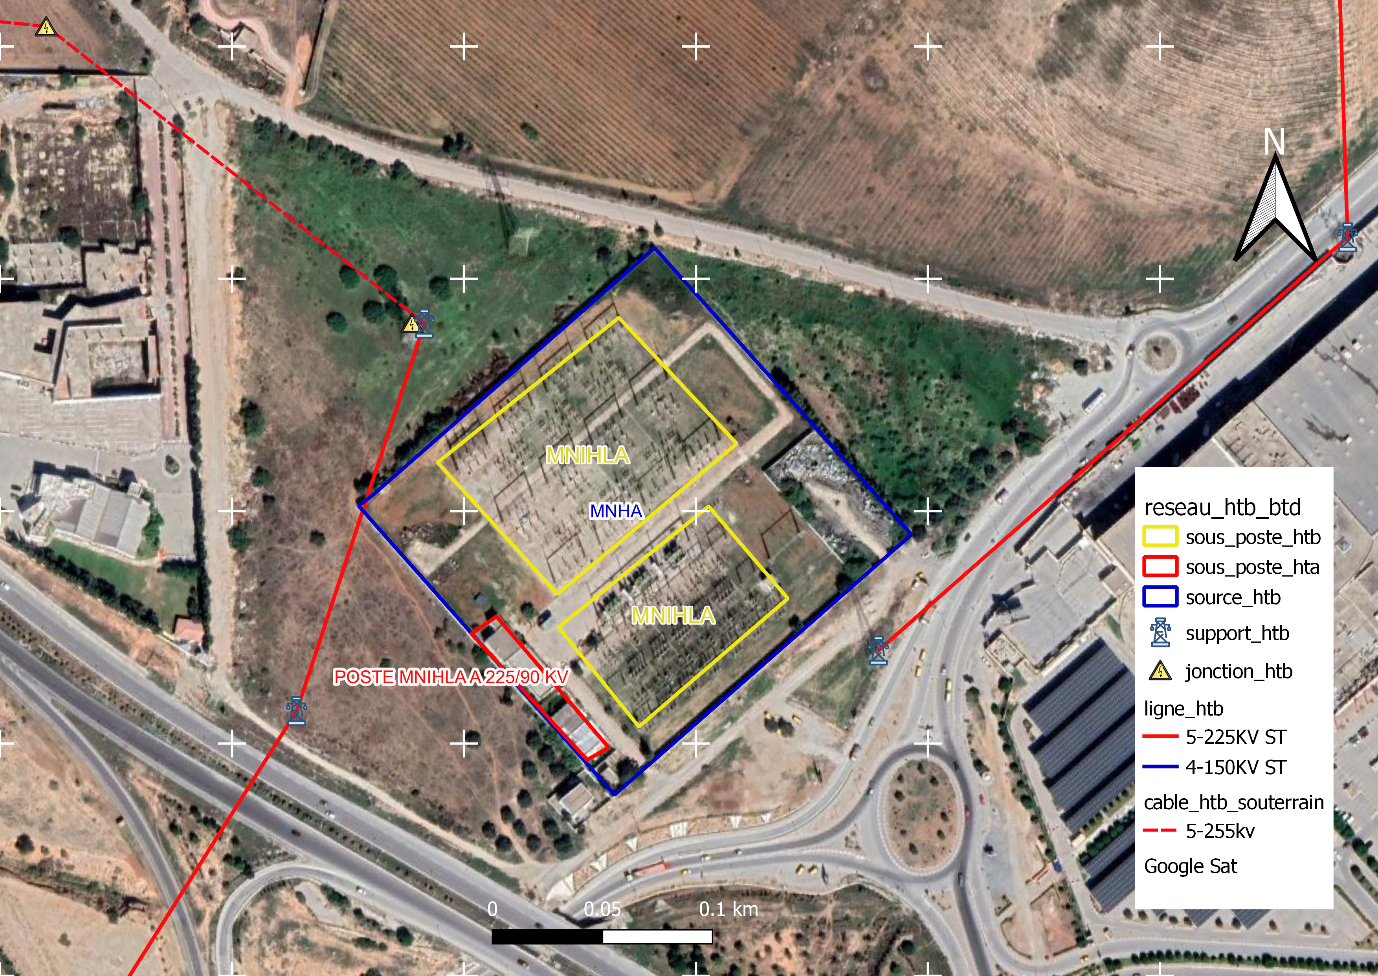 N
MNIHLA
MNHA
MNIHLA
POSTE MNIHLA A 225/90 KV
0 0.05 0.1 km
reseau_htb_btd
sous_poste_htb
sous_poste_hta
source_htb
support_htb
jonction_htb
ligne_htb
5-225KV ST
4-150KV ST
cable_htb_souterrain
5-255kv
Google Sat